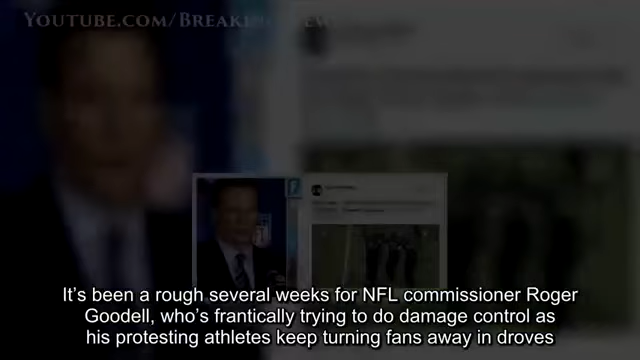 YOUTUBE.COM/BREAKI
It's been a rough several weeks for NFL commissioner Roger
Goodell, who's frantically trying to do damage control as
his protesting athletes keep turning fans away in droves